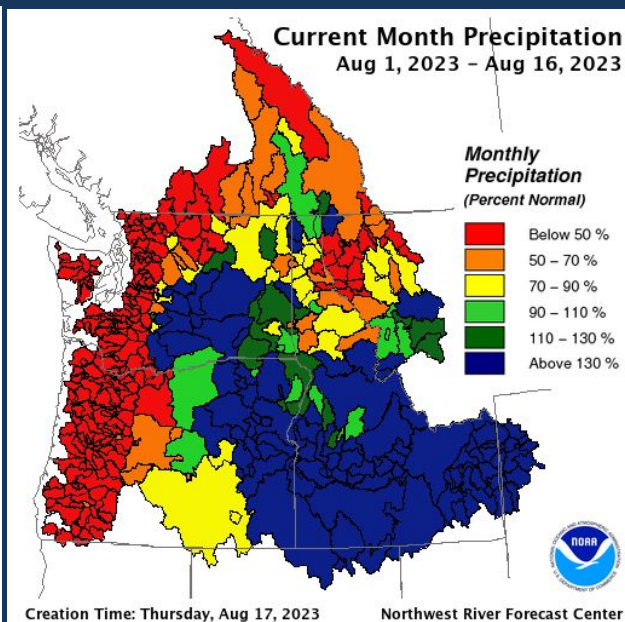 Current Month Precipitation
Aug 1, 2023 – Aug 16, 2023
Monthly
Precipitation
(Percent Normal)
Below 50 %
50 – 70 %
70 – 90 %
90 – 110 %
110 – 130 %
Above 130 %
NOAA
Creation Time: Thursday, Aug 17, 2023
Northwest River Forecast Center